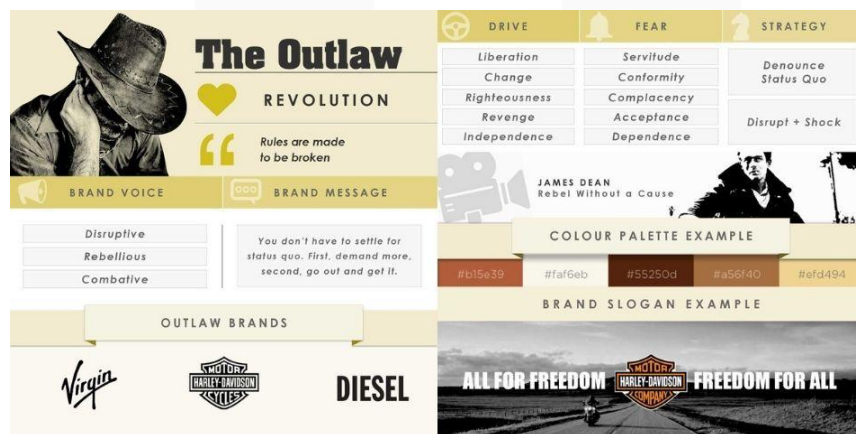 The Outlaw
REVOLUTION
Rules are made
to be broken
BRAND VOICE
BRAND MESSAGE
Disruptive
Rebellious
Combative
You don't have to settle for
status quo. First, demand more,
second, go out and get it.
OUTLAW BRANDS
Virgin
MOTOR
HARLEY-DAVIDSON
CYCLES
DIESEL
DRIVE
FEAR
STRATEGY
Liberation
Change
Righteousness
Revenge
Independence
Servitude
Conformity
Complacency
Acceptance
Dependence
Denounce
Status Quo
Disrupt + Shock
JAMES DEAN
Rebel Without a Cause
COLOUR PALETTE EXAMPLE
#b15e39 #faf6eb #55250d #a56f40 #efd494
BRAND SLOGAN EXAMPLE
ALL FOR FREEDOM
MOTOR
HARLEY-DAVIDSON
COMPANY
FREEDOM FOR ALL